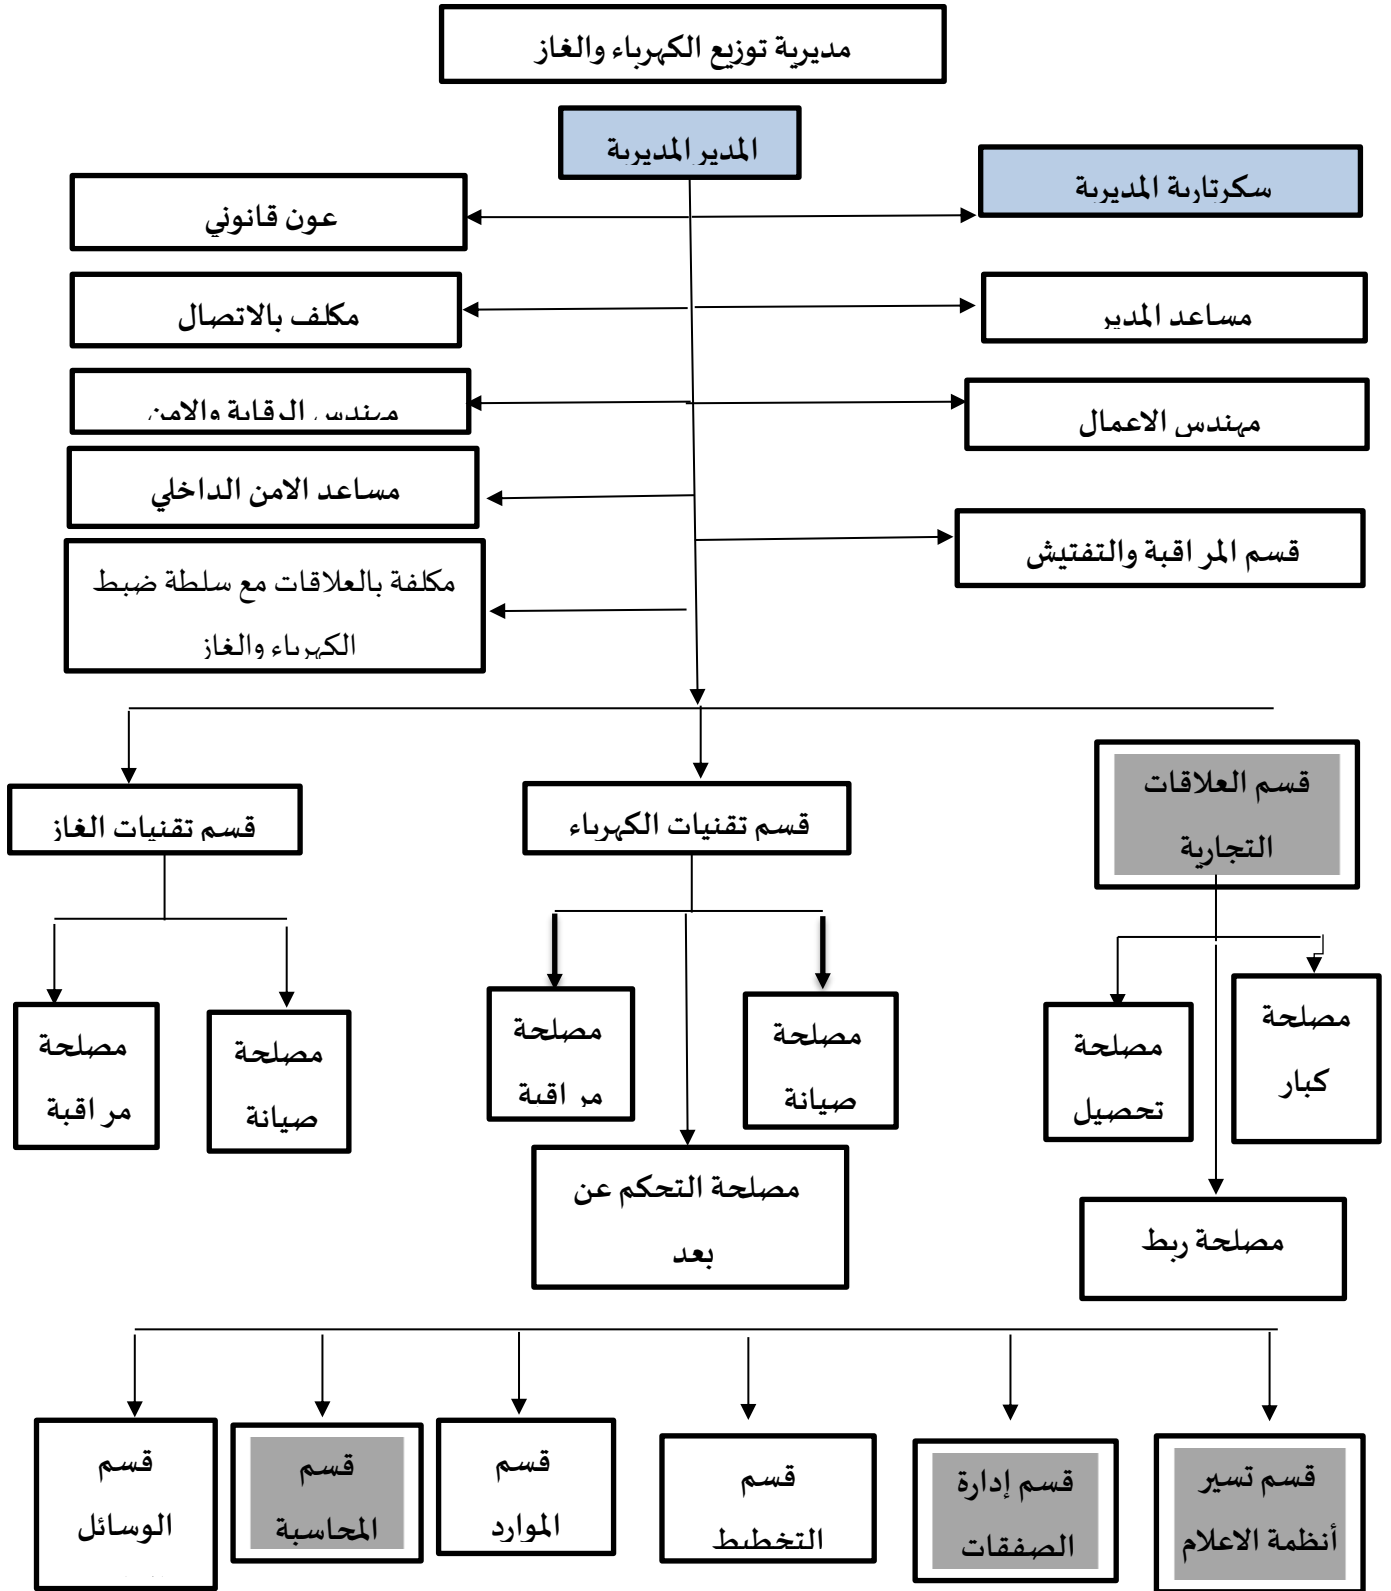 مديرية توزيع الكهرباء والغاز
المدير المديرية
سكرتارية المديرية
عون قانوني
مكلف بالاتصال
مساعد المدير
مهندس الرقابة والامن
مهندس الاعمال
مساعد الامن الداخلي
قسم المراقبة والتفتيش
مكلفة بالعلاقات مع سلطة ضبط
الكهرباء والغاز
قسم العلاقات
التجارية
قسم تقنيات الكهرباء
قسم تقنيات الغاز
مصلحة
كبار
مصلحة
تحصيل
مصلحة ربط
مصلحة
صيانة
مصلحة
مراقبة
مصلحة التحكم عن
بعد
مصلحة
صيانة
مصلحة
مراقبة
قسم تسير
أنظمة الاعلام
قسم إدارة
الصفقات
قسم
التخطيط
قسم
الموارد
قسم
المحاسبة
قسم
الوسائل